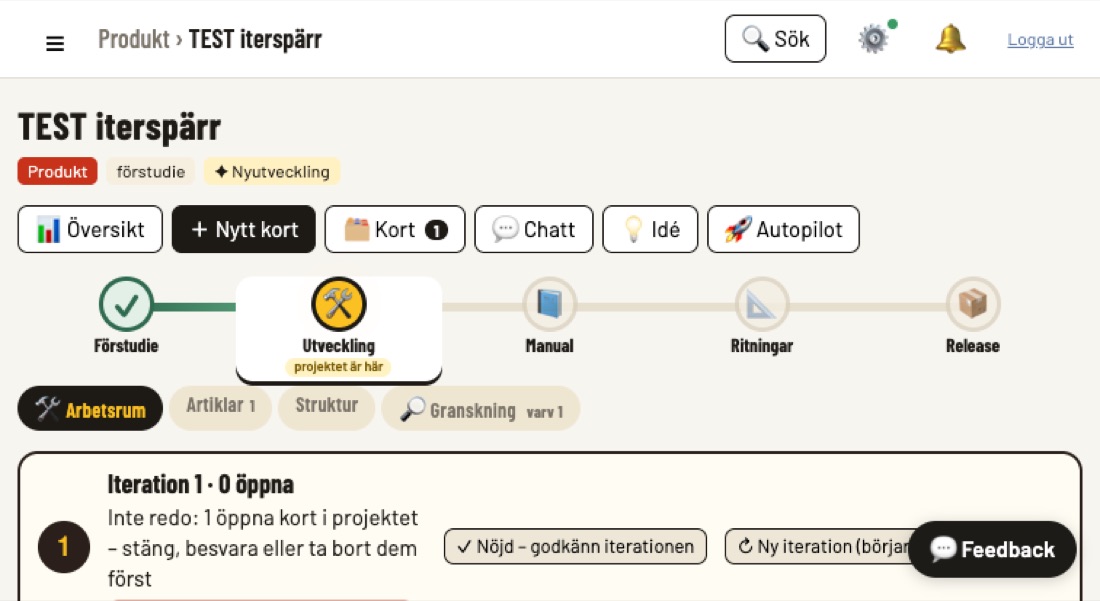 Produkt › TEST iterspärr
Sök
Logga ut
TEST iterspärr
Produkt förstudie ✦ Nyutveckling
Översikt + Nytt kort Kort 1 Chatt Idé Autopilot
Förstudie Utveckling Manual Ritningar Release
projektet är här
Arbetsrum Artiklar 1 Struktur Granskning varv 1
Iteration 1 · 0 öppna
1
Inte redo: 1 öppna kort i projektet
– stäng, besvara eller ta bort dem
först
✓ Nöjd – godkänn iterationen
↻ Ny iteration (börjar
Feedback